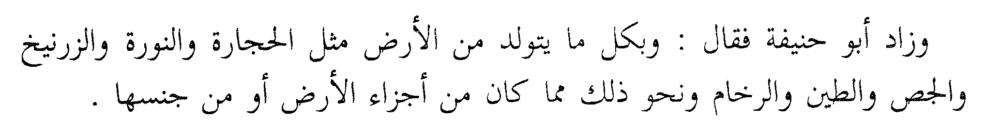 وزاد أبو حنيفة فقال : وبكل ما يتولد من الأرض مثل الحجارة والنورة والزرنيخ
والجص والطين والرخام ونحو ذلك مما كان من أجزاء الأرض أو من جنسها .